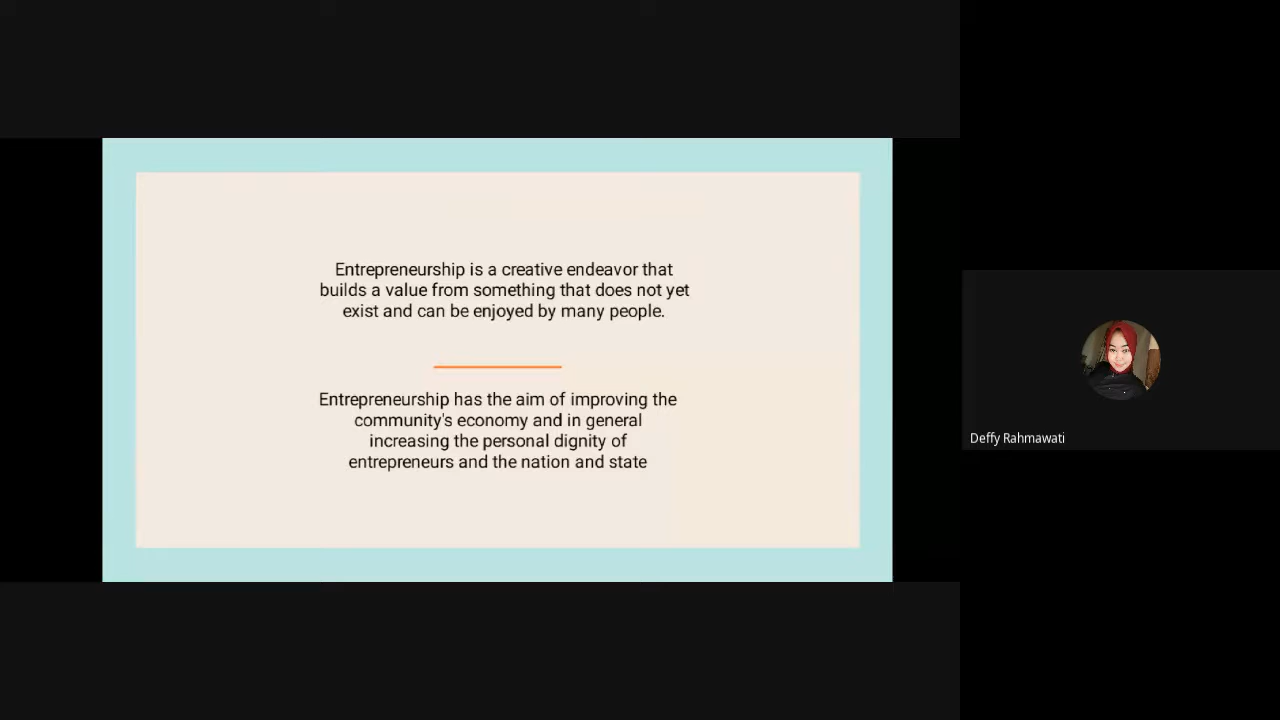 Entrepreneurship is a creative endeavor that
builds a value from something that does not yet
exist and can be enjoyed by many people.
Entrepreneurship has the aim of improving the
community's economy and in general
increasing the personal dignity of
entrepreneurs and the nation and state
Deffy Rahmawati